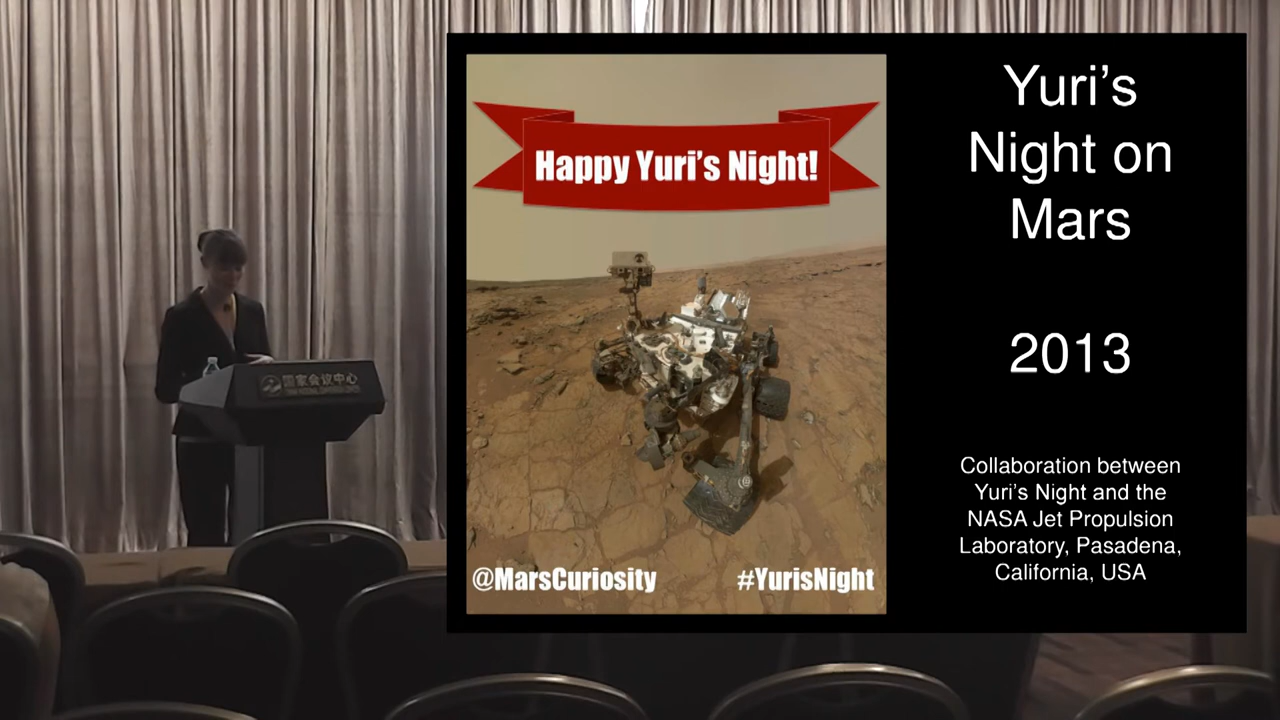 Happy Yuri's Night!
@MarsCuriosity #YurisNight
Yuri's
Night on
Mars
2013
Collaboration between
Yuri's Night and the
NASA Jet Propulsion
Laboratory, Pasadena,
California, USA
国家会议中心